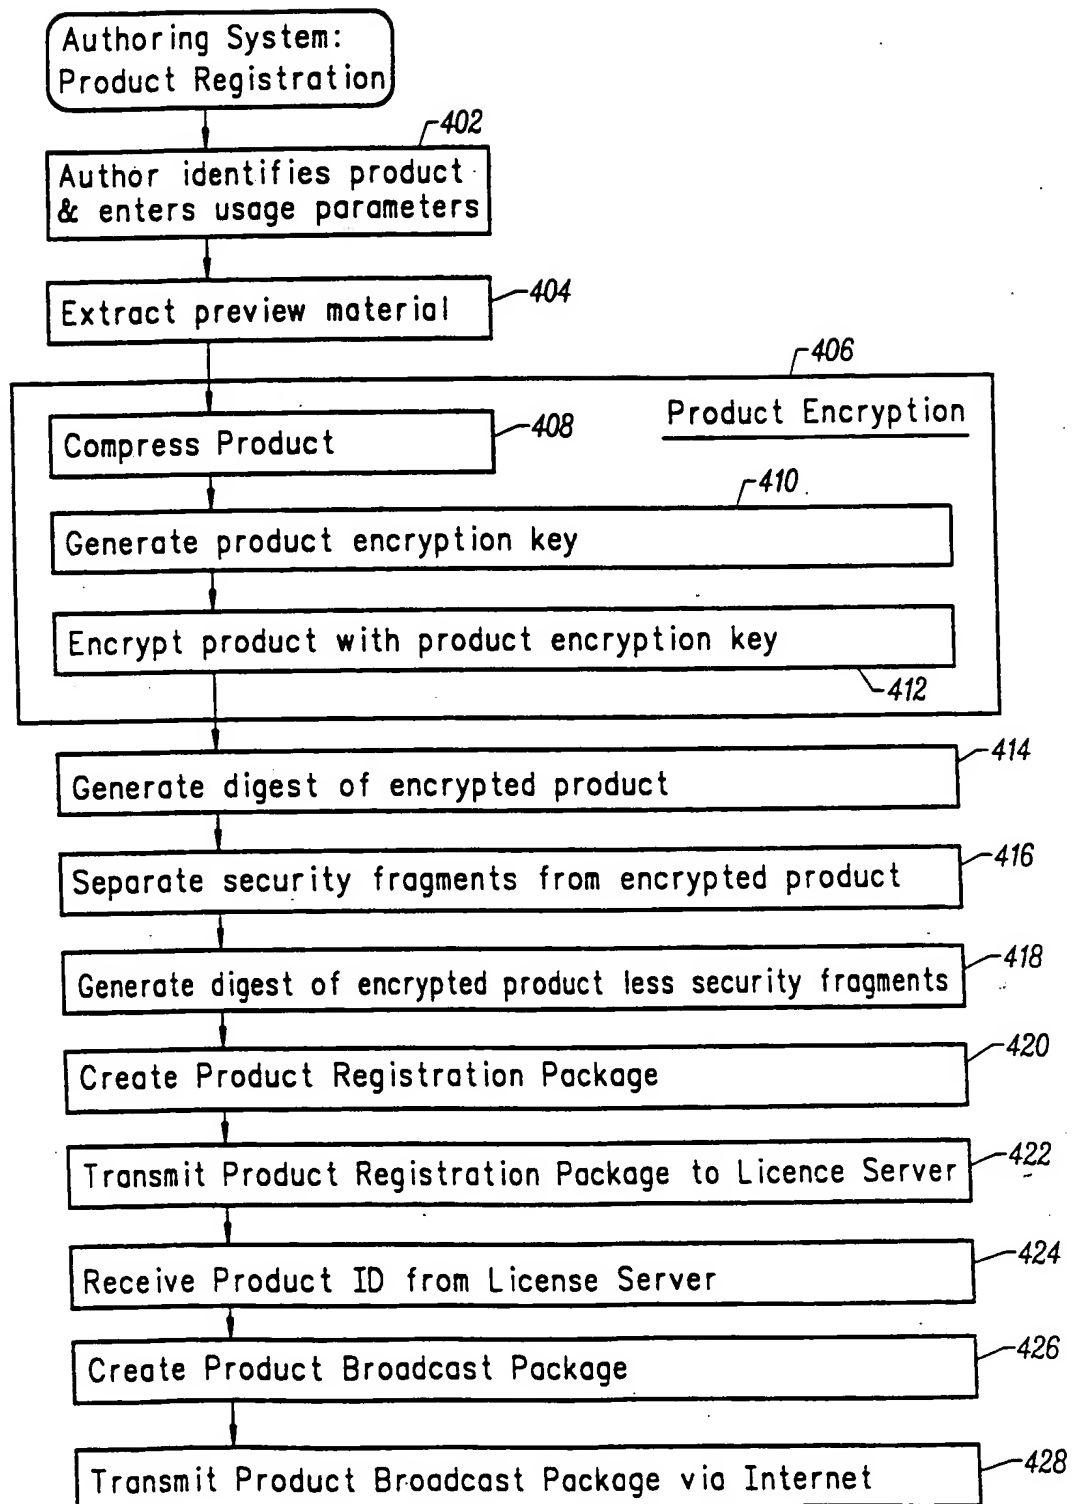 Authoring System:
Product Registration
402
Author identifies product
& enters usage parameters
404
Extract preview material
406
Product Encryption
408
Compress Product
410
Generate product encryption key
Encrypt product with product encryption key
412
414
Generate digest of encrypted product
416
Separate security fragments from encrypted product
418
Generate digest of encrypted product less security fragments
420
Create Product Registration Package
422
Transmit Product Registration Package to Licence Server
424
Receive Product ID from License Server
426
Create Product Broadcast Package
428
Transmit Product Broadcast Package via Internet